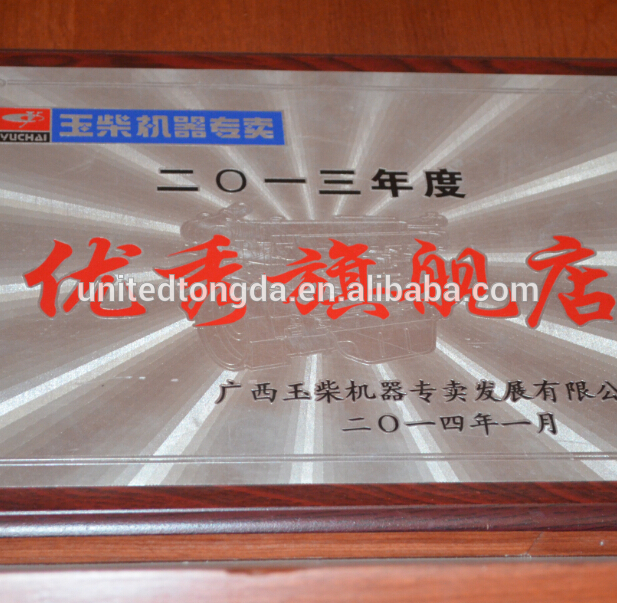 YUCHAI 玉柴机器专卖
二〇一三年度
优秀旗舰店
unitedtongda.en.alibaba.com
广西玉柴机器专卖发展有限公
二〇一四年一月